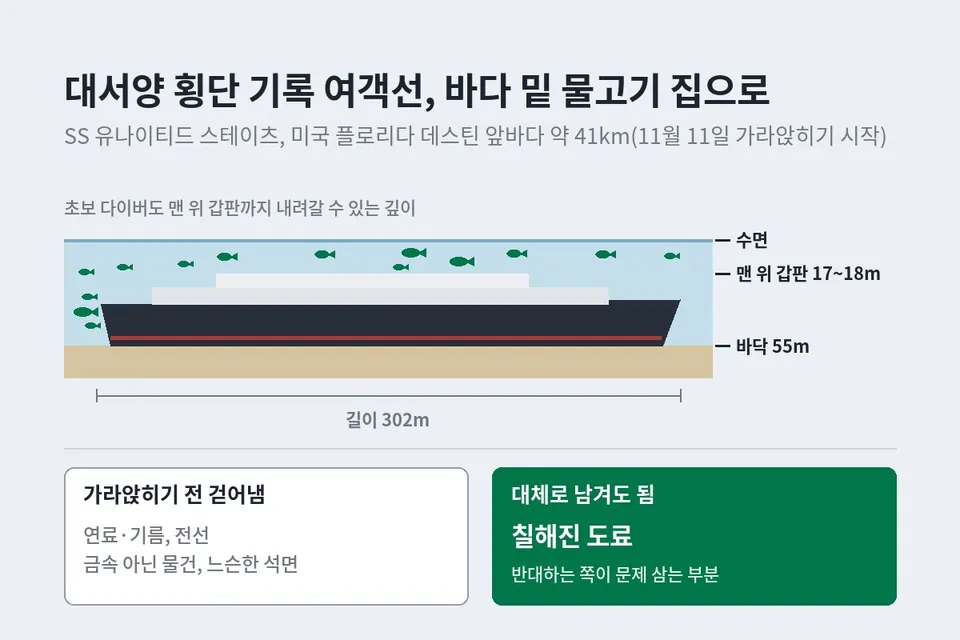 대서양 횡단 기록 여객선, 바다 밑 물고기 집으로
SS 유나이티드 스테이츠, 미국 플로리다 데스틴 앞바다 약 41km(11월 11일 가라앉히기 시작)
초보 다이버도 맨 위 갑판까지 내려갈 수 있는 깊이
수면
맨 위 갑판 17~18m
바닥 55m
길이 302m
가라앉히기 전 걷어냄
연료·기름, 전선
금속 아닌 물건, 느슨한 석면
대체로 남겨도 됨
칠해진 도료
반대하는 쪽이 문제 삼는 부분